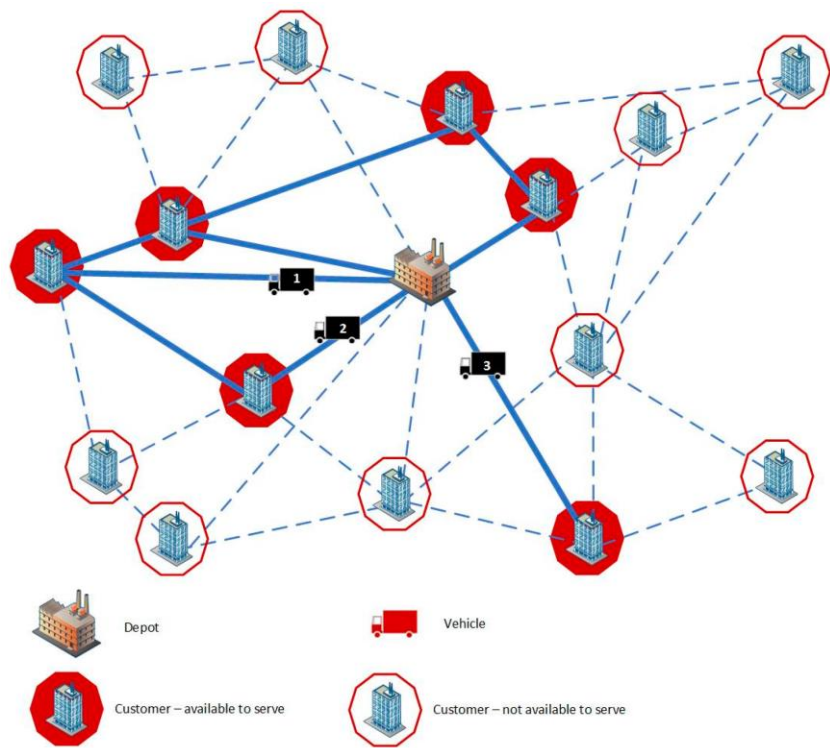 1
2
3
Depot
Vehicle
Customer – available to serve
Customer – not available to serve